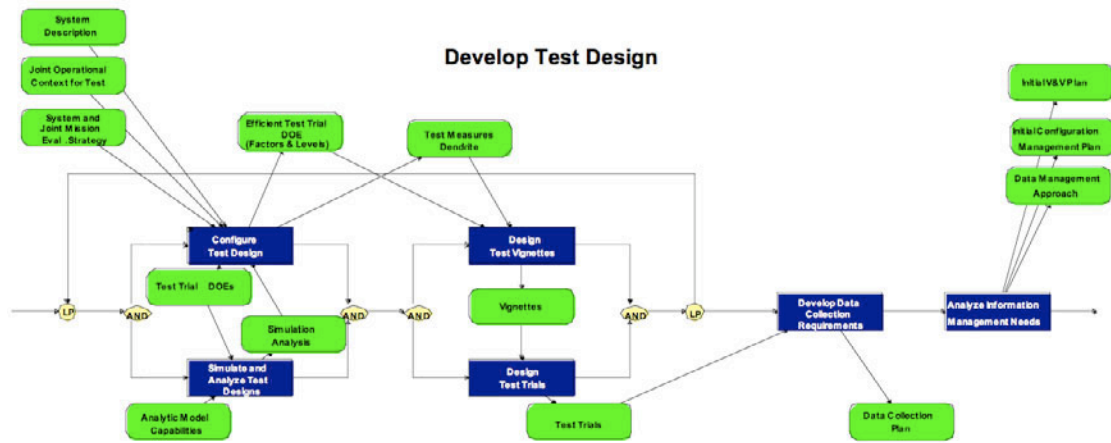 Develop Test Design
System
Description
Joint Operational
Context for Test
System and
Joint Mission
Eval .Strategy
Efficient Test Trial
DOE
(Factors & Levels)
Test Measures
Dendrite
Initial V&V Plan
Initial Configuration
Management Plan
Data Management
Approach
Configure
Test Design
Design
Test Vignettes
Test Trial DOEs
Vignettes
LP
AND
AND
AND
AND
LP
Simulation
Analysis
Develop Data
Collection
Requirements
Analyze Information
Management Needs
Simulate and
Analyze Test
Designs
Design
Test Trials
Analytic Model
Capabilities
Test Trials
Data Collection
Plan